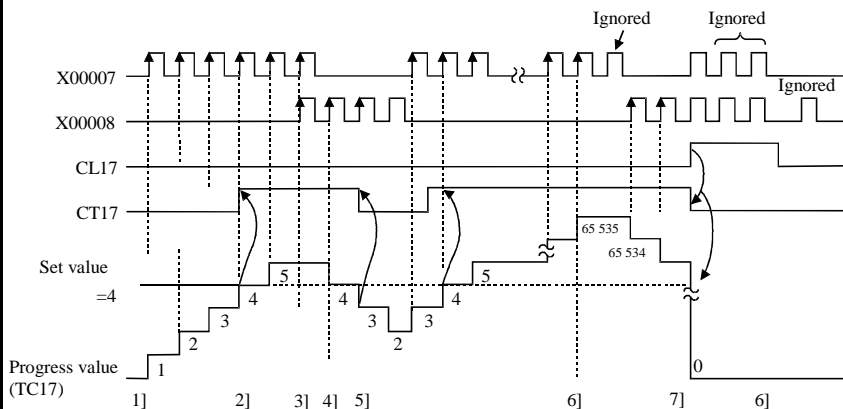 Ignored
Ignored
X00007
Ignored
X00008
CL17
CT17
65 535
65 534
Set value
=4
5
4
3
2
1
4
3
2
3
4
5
0
Progress value
(TC17)
1]
2]
3]
4]
5]
6]
7]
6]